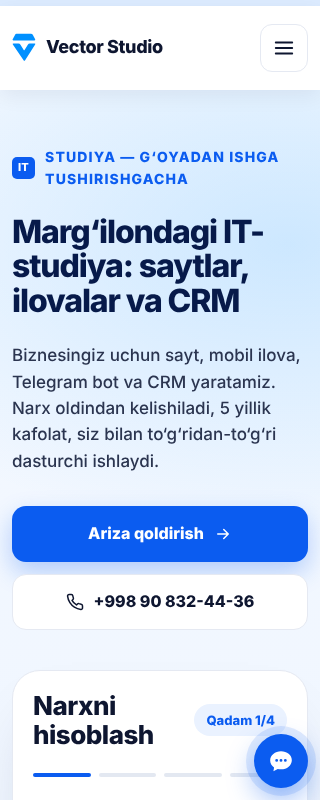 Vector Studio
IT
STUDIYA — G‘OYADAN ISHGA
TUSHIRISHGACHA
Marg‘ilondagi IT-
studiya: saytlar,
ilovalar va CRM
Biznesingiz uchun sayt, mobil ilova,
Telegram bot va CRM yaratamiz.
Narx oldindan kelishiladi, 5 yillik
kafolat, siz bilan to‘g‘ridan-to‘g‘ri
dasturchi ishlaydi.
Ariza qoldirish →
+998 90 832-44-36
Narxni
hisoblash
Qadam 1/4